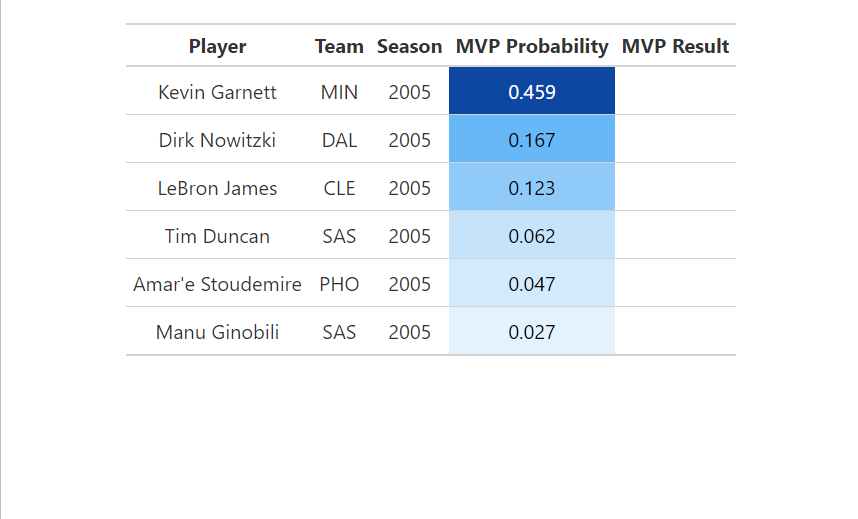 Player Team Season MVP Probability MVP Result
Kevin Garnett MIN 2005 0.459
Dirk Nowitzki DAL 2005 0.167
LeBron James CLE 2005 0.123
Tim Duncan SAS 2005 0.062
Amar'e Stoudemire PHO 2005 0.047
Manu Ginobili SAS 2005 0.027